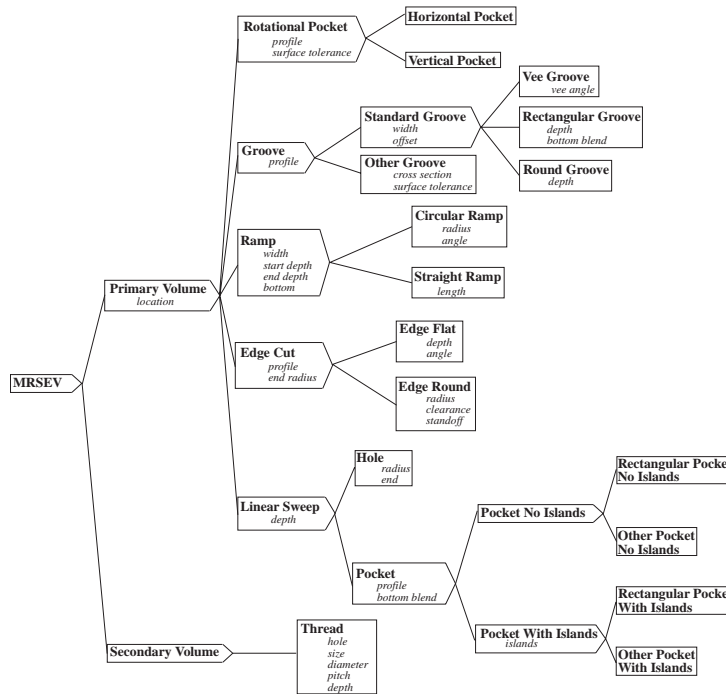 Rotational Pocket
profile
surface tolerance
Horizontal Pocket
Vertical Pocket
Groove
profile
Standard Groove
width
offset
Other Groove
cross section
surface tolerance
Vee Groove
vee angle
Rectangular Groove
depth
bottom blend
Round Groove
depth
Ramp
width
start depth
end depth
bottom
Circular Ramp
radius
angle
Straight Ramp
length
Primary Volume
location
Edge Cut
profile
end radius
Edge Flat
depth
angle
Edge Round
radius
clearance
standoff
MRSEV
Linear Sweep
depth
Hole
radius
end
Pocket
profile
bottom blend
Pocket No Islands
Rectangular Pocket
No Islands
Other Pocket
No Islands
Pocket With Islands
islands
Rectangular Pocket
With Islands
Other Pocket
With Islands
Secondary Volume
Thread
hole
size
diameter
pitch
depth